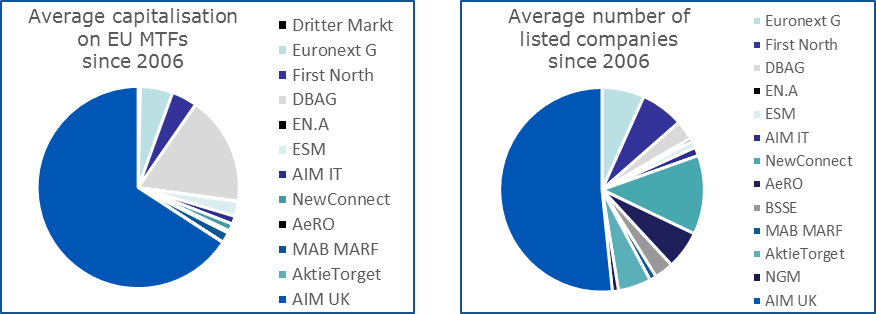 Average capitalisation
on EU MTFs
since 2006
Dritter Markt
Euronext G
First North
DBAG
EN.A
ESM
AIM IT
NewConnect
AeRO
MAB MARF
AktieTorget
AIM UK
Average number of
listed companies
since 2006
Euronext G
First North
DBAG
EN.A
ESM
AIM IT
NewConnect
AeRO
BSSE
MAB MARF
AktieTorget
NGM
AIM UK